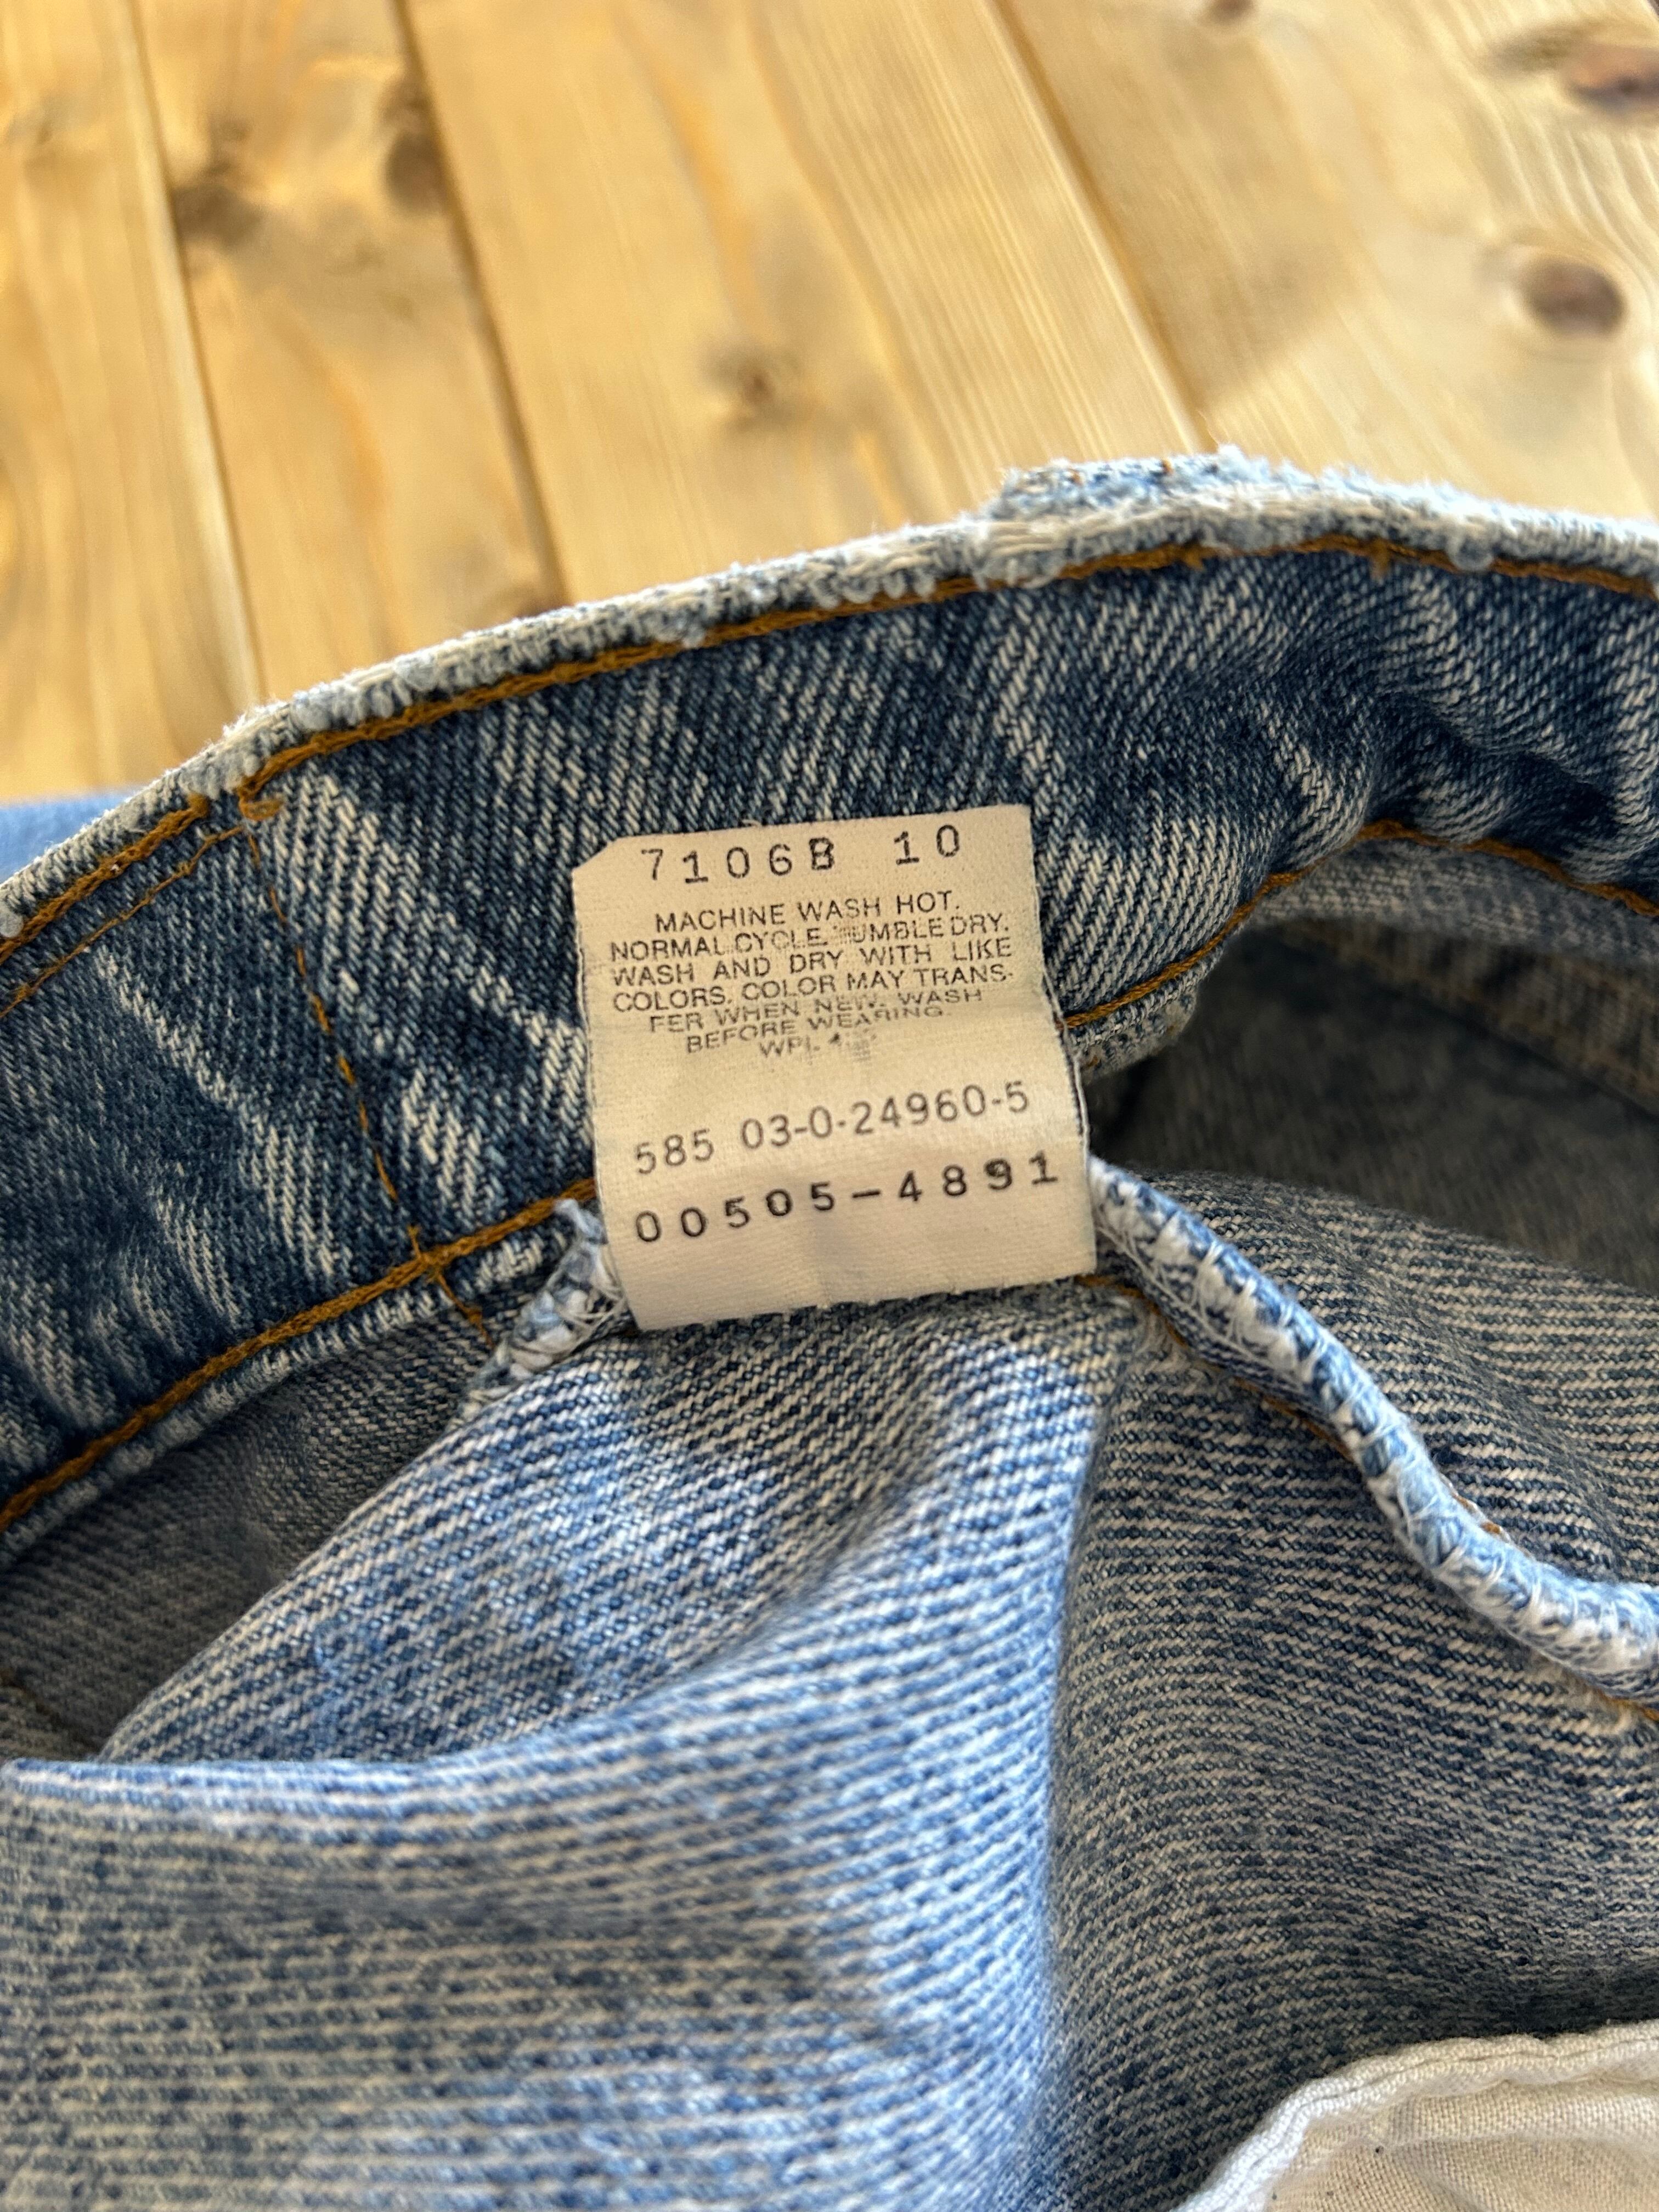 7106B 10
MACHINE WASH HOT.
NORMAL CYCLE. TUMBLE DRY.
WASH AND DRY WITH LIKE
COLORS. COLOR MAY TRANS-
FER WHEN NEW. WASH
BEFORE WEARING.
585 03-0-24960-5
00505-4891